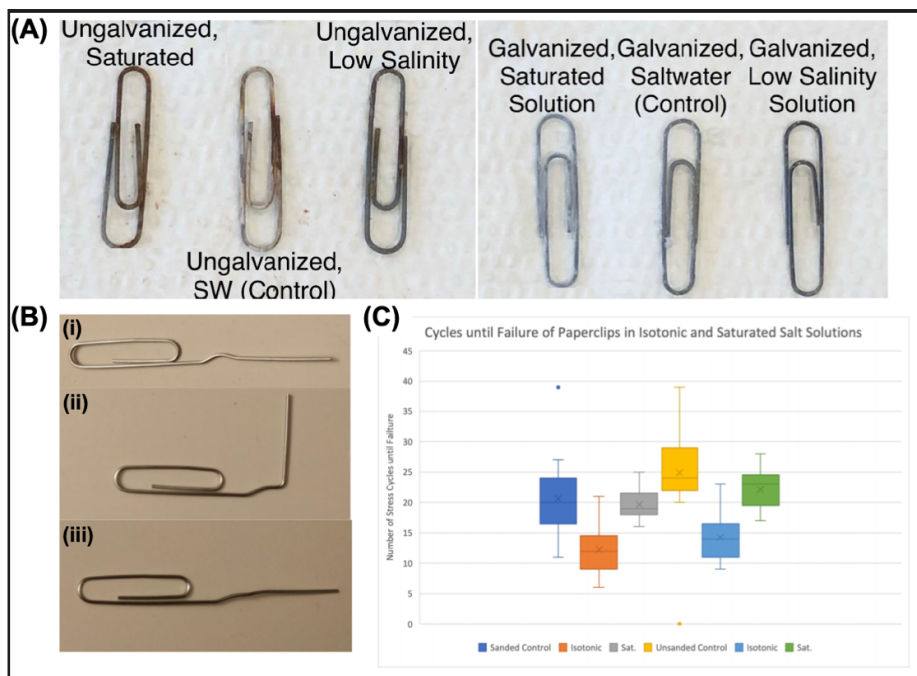 (A)
Ungalvanized,
Saturated
Ungalvanized,
SW (Control)
Ungalvanized,
Low Salinity
Galvanized,
Saturated
Solution
Galvanized,
Saltwater
(Control)
Galvanized,
Low Salinity
Solution
(B)
(i)
(ii)
(iii)
(C)
Cycles until Failure of Paperclips in Isotonic and Saturated Salt Solutions
Number of Stress Cycles until Failture
45
40
35
30
25
20
15
10
5
0
Sanded Control
Isotonic
Sat.
Unsanded Control
Isotonic
Sat.